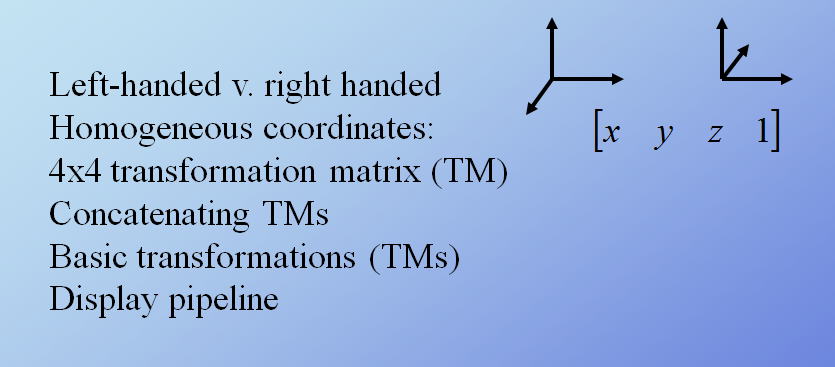 Left-handed v. right handed
Homogeneous coordinates:
[x y z 1]
4x4 transformation matrix (TM)
Concatenating TMs
Basic transformations (TMs)
Display pipeline